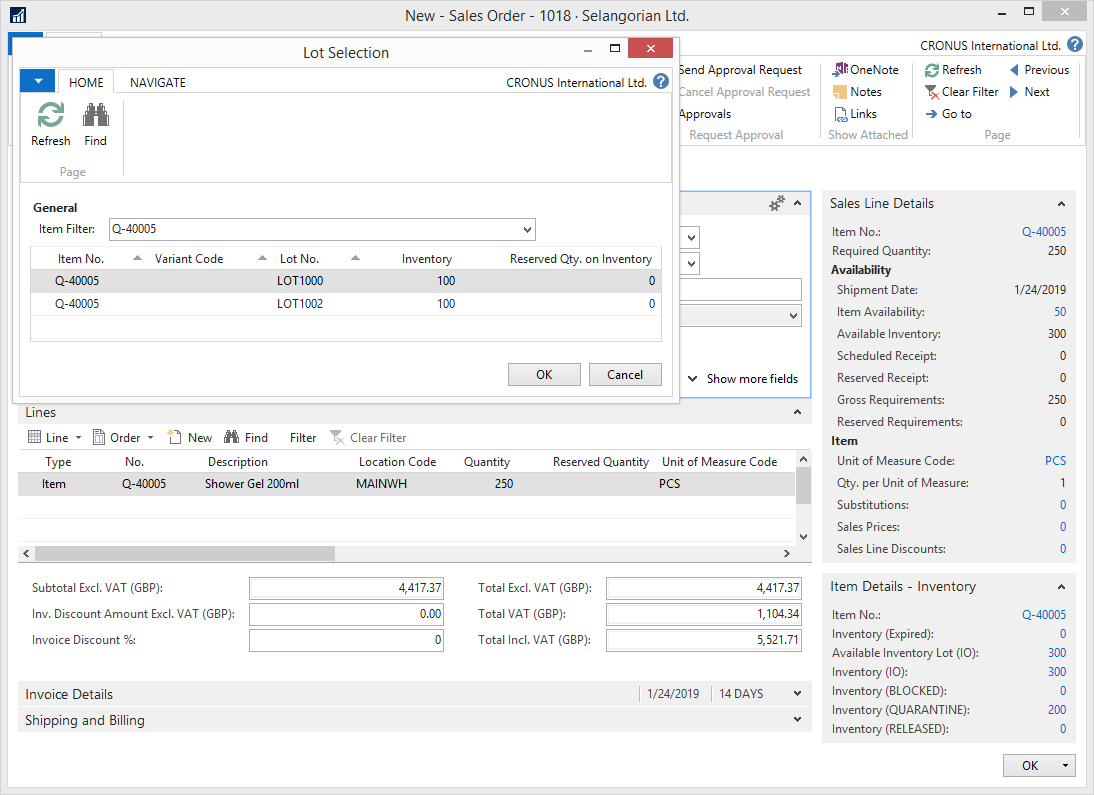 New - Sales Order - 1018 · Selangorian Ltd.
CRONUS International Ltd.
Send Approval Request
Cancel Approval Request
Approvals
Request Approval
OneNote
Notes
Links
Show Attached
Refresh
Clear Filter
Go to
Previous
Next
Page
Lot Selection
HOME NAVIGATE CRONUS International Ltd.
Refresh Find
Page
General
Item Filter: Q-40005
Item No. Variant Code Lot No. Inventory Reserved Qty. on Inventory
Q-40005 LOT1000 100 0
Q-40005 LOT1002 100 0
OK Cancel
Show more fields
Lines
Line Order New Find Filter Clear Filter
Type No. Description Location Code Quantity Reserved Quantity Unit of Measure Code
Item Q-40005 Shower Gel 200ml MAINWH 250 PCS
Subtotal Excl. VAT (GBP): 4,417.37 Total Excl. VAT (GBP): 4,417.37
Inv. Discount Amount Excl. VAT (GBP): 0.00 Total VAT (GBP): 1,104.34
Invoice Discount %: 0 Total Incl. VAT (GBP): 5,521.71
Invoice Details 1/24/2019 14 DAYS
Shipping and Billing
Sales Line Details
Item No.: Q-40005
Required Quantity: 250
Availability
Shipment Date: 1/24/2019
Item Availability: 50
Available Inventory: 300
Scheduled Receipt: 0
Reserved Receipt: 0
Gross Requirements: 250
Reserved Requirements: 0
Item
Unit of Measure Code: PCS
Qty. per Unit of Measure: 1
Substitutions: 0
Sales Prices: 0
Sales Line Discounts: 0
Item Details - Inventory
Item No.: Q-40005
Inventory (Expired): 0
Available Inventory Lot (IO): 300
Inventory (IO): 300
Inventory (BLOCKED): 0
Inventory (QUARANTINE): 200
Inventory (RELEASED): 0
OK